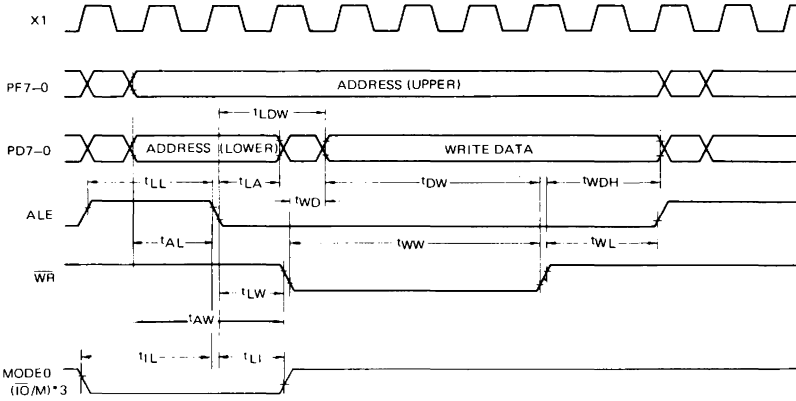 X1
PF7–0
ADDRESS (UPPER)
tLDW
PD7–0
ADDRESS (LOWER)
WRITE DATA
tLL
tLA
tWD
tDW
tWDH
ALE
tAL
tWW
tWL
WR
tLW
tAW
tIL
tLI
MODE0
(IO/M)*3